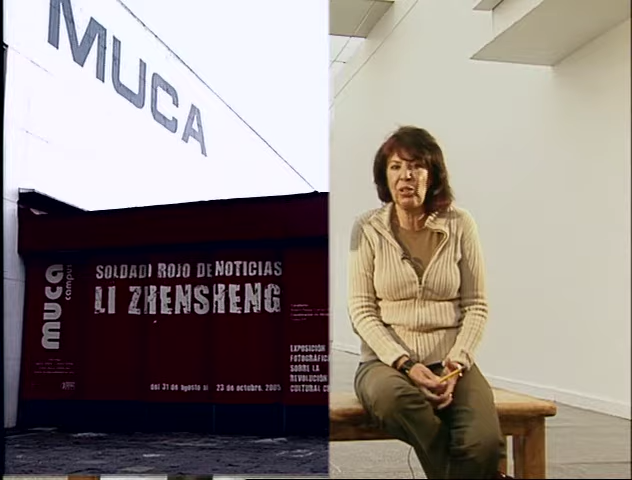 MUCA
muca
campus
SOLDADO ROJO DE NOTICIAS
LI ZHENSHENG
EXPOSICIÓN
FOTOGRÁFICA
SOBRE LA
REVOLUCIÓN
CULTURAL
del 31 de agosto al 23 de octubre, 2005
muca